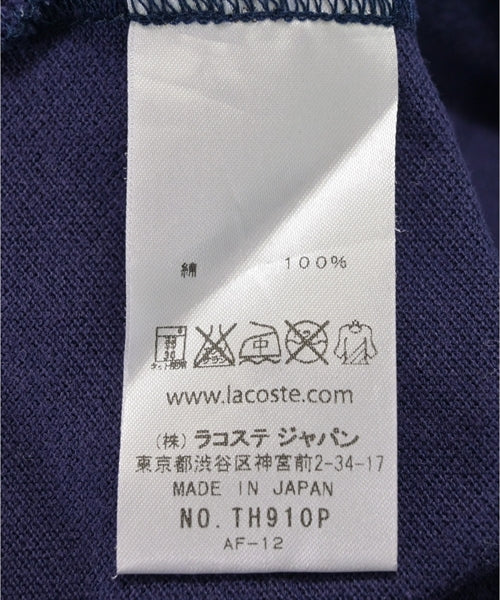 綿 100%
www.lacoste.com
(株) ラコステ ジャパン
東京都渋谷区神宮前2-34-17
MADE IN JAPAN
NO. TH910P
AF-12